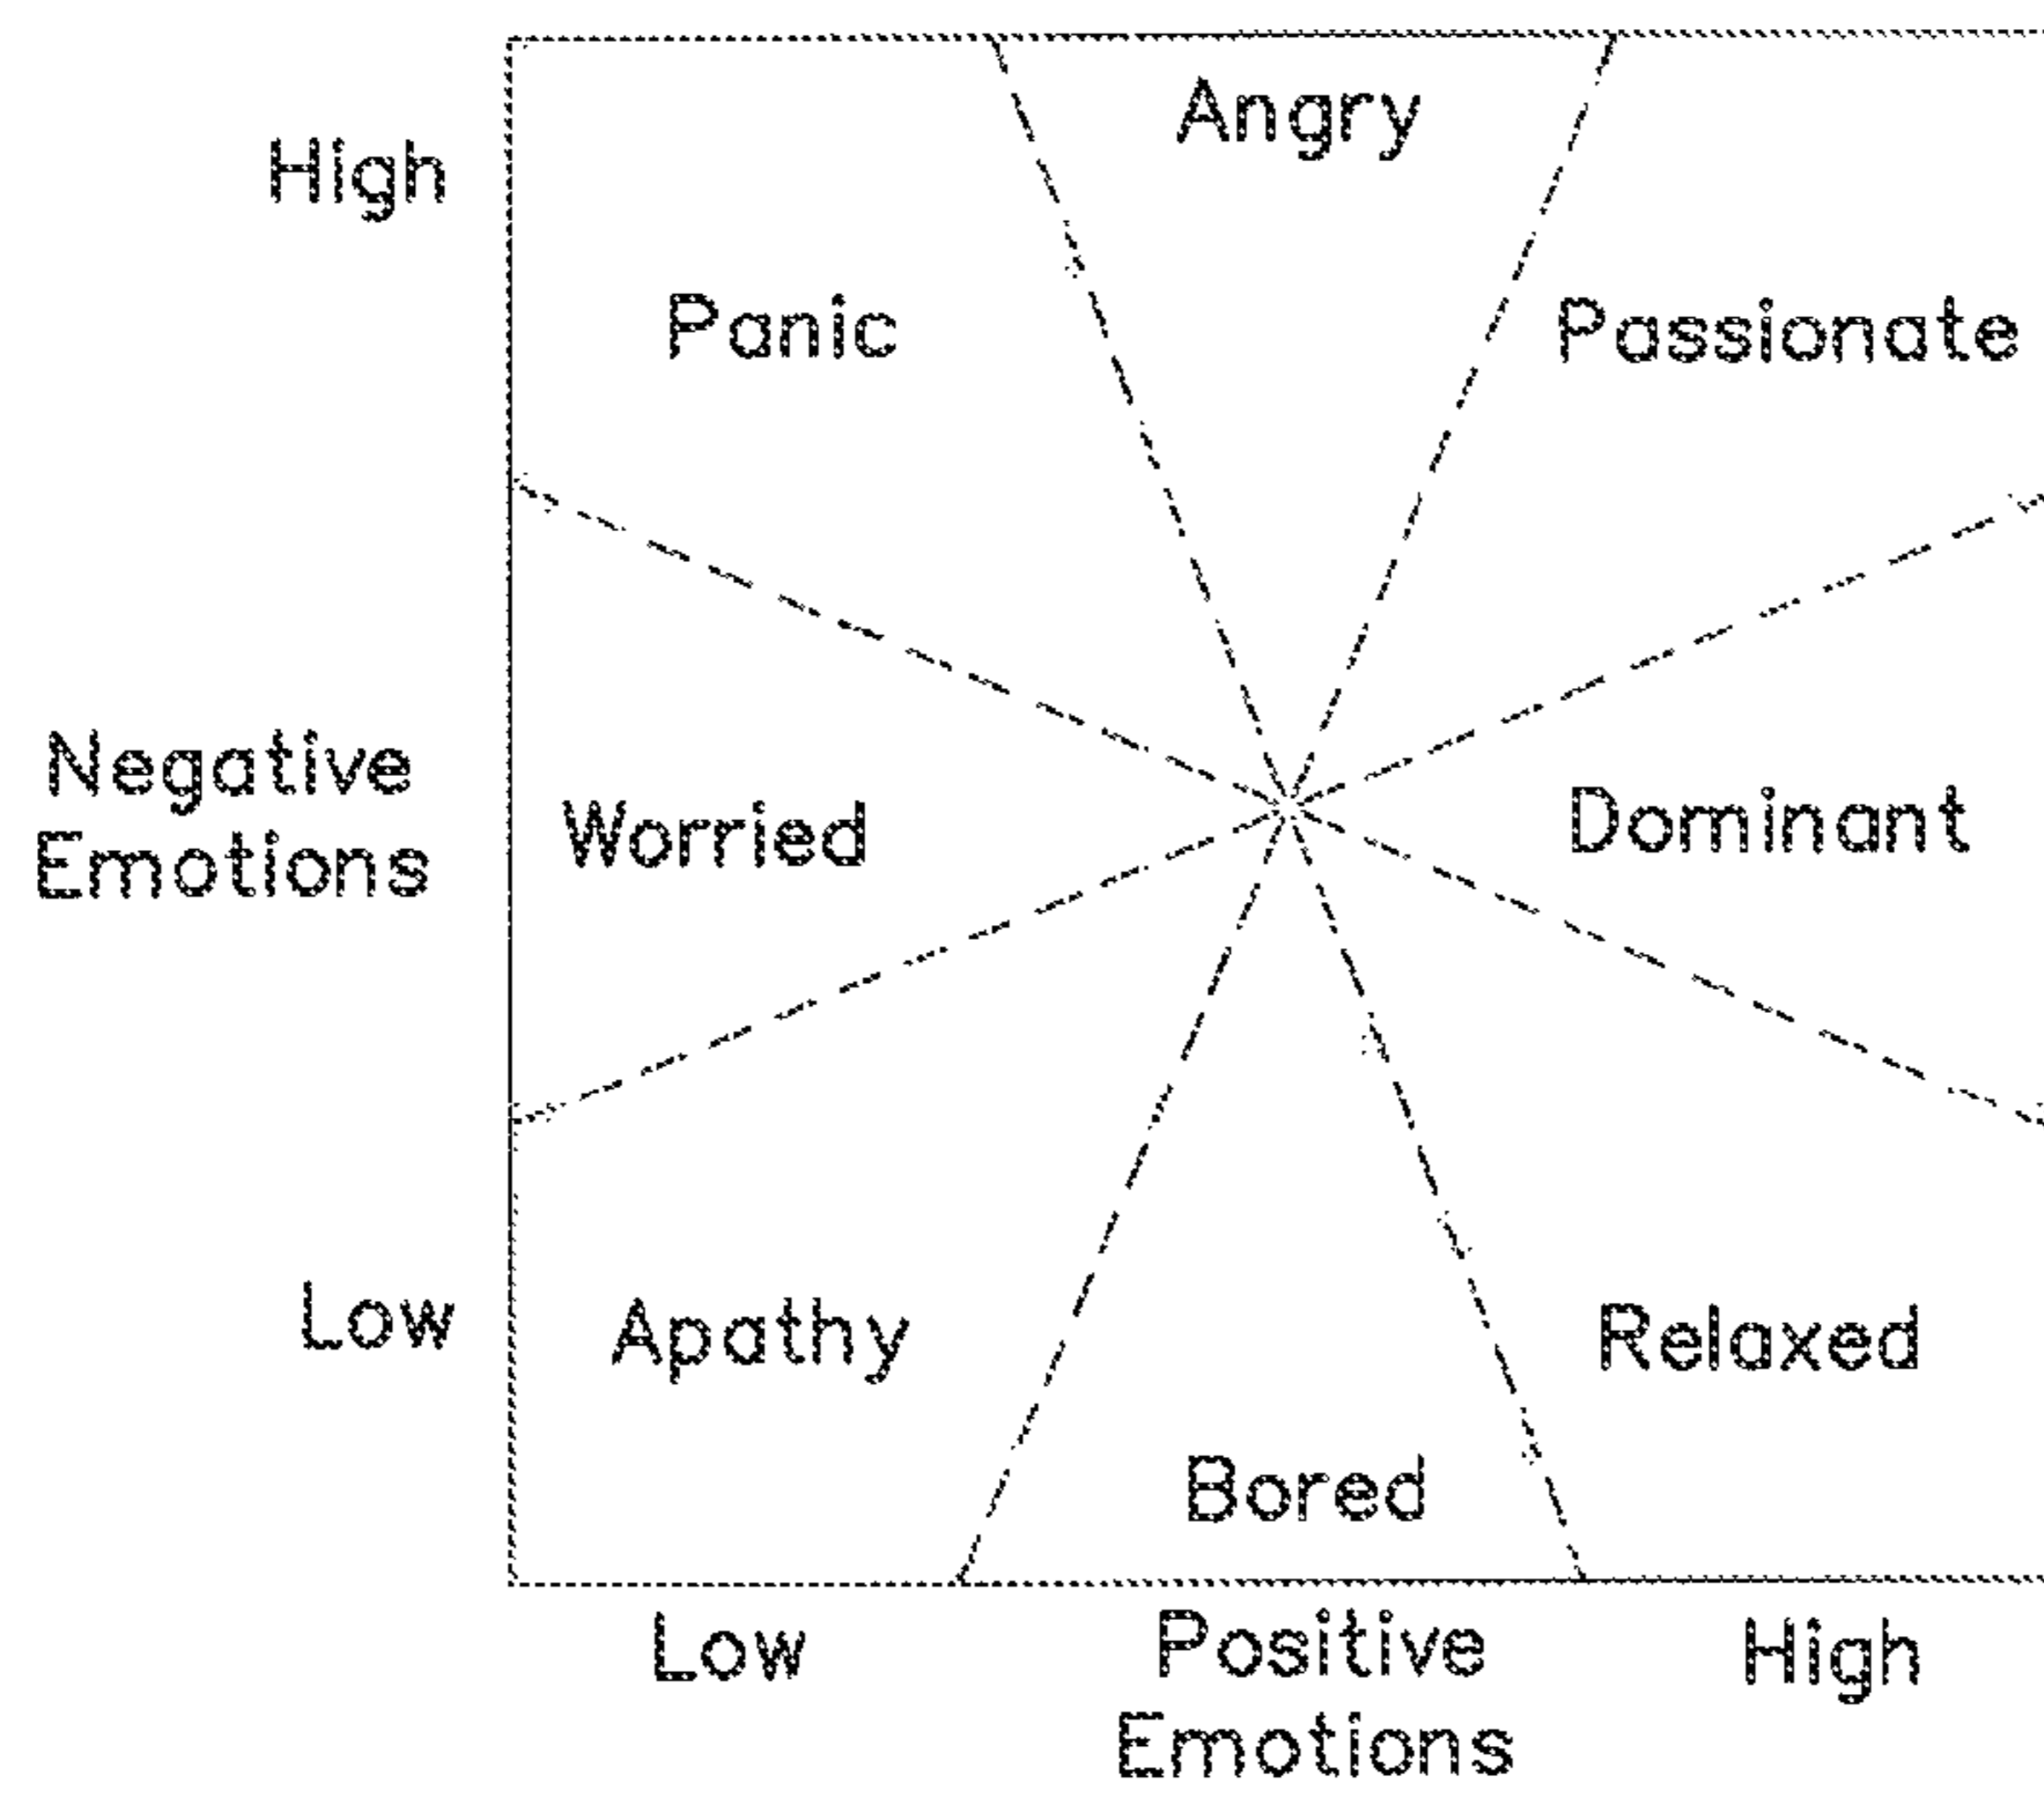 Angry
High
Panic
Passionate
Negative
Emotions
Worried
Dominant
Low
Apathy
Relaxed
Bored
Low
Positive
Emotions
High